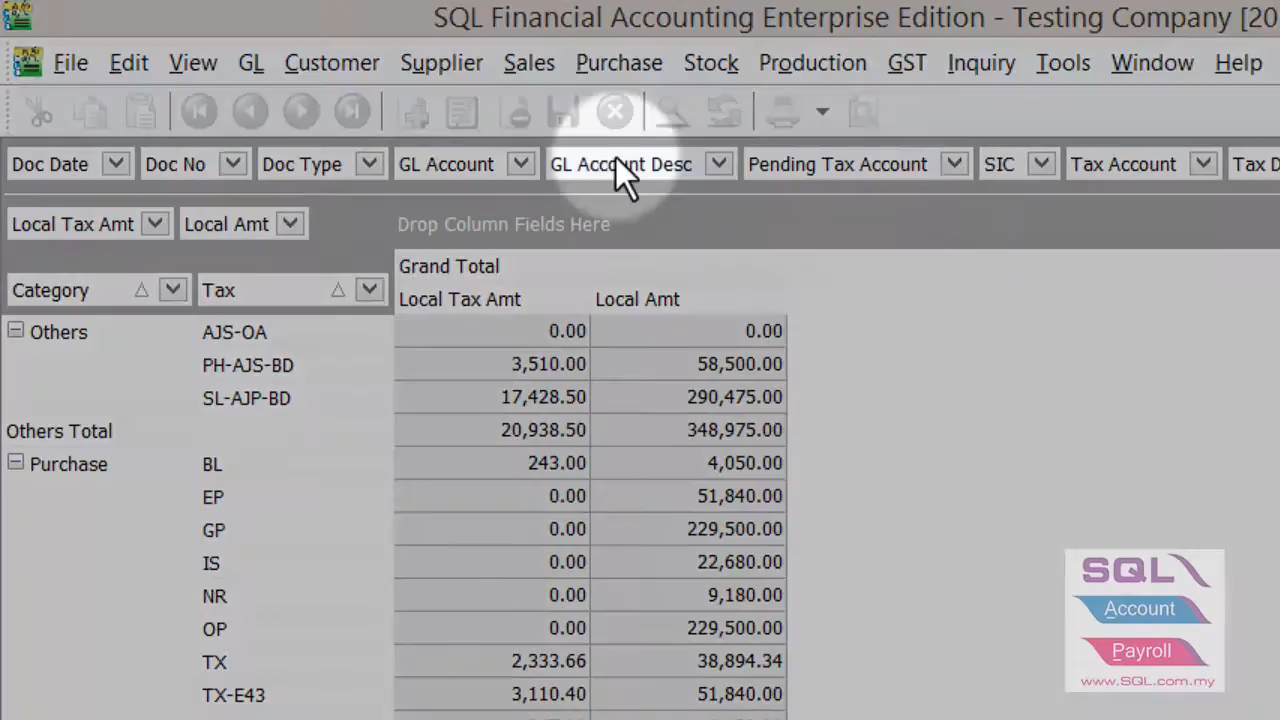 SQL Financial Accounting Enterprise Edition - Testing Company [20
File Edit View GL Customer Supplier Sales Purchase Stock Production GST Inquiry Tools Window Help
Doc Date Doc No Doc Type GL Account GL Account Desc Pending Tax Account SIC Tax Account Tax D
Local Tax Amt Local Amt Drop Column Fields Here
Grand Total
Category Tax Local Tax Amt Local Amt
Others AJS-OA 0.00 0.00
PH-AJS-BD 3,510.00 58,500.00
SL-AJP-BD 17,428.50 290,475.00
Others Total 20,938.50 348,975.00
Purchase BL 243.00 4,050.00
EP 0.00 51,840.00
GP 0.00 229,500.00
IS 0.00 22,680.00
NR 0.00 9,180.00
OP 0.00 229,500.00
TX 2,333.66 38,894.34
TX-E43 3,110.40 51,840.00
SQL
Account
Payroll
www.SQL.com.my